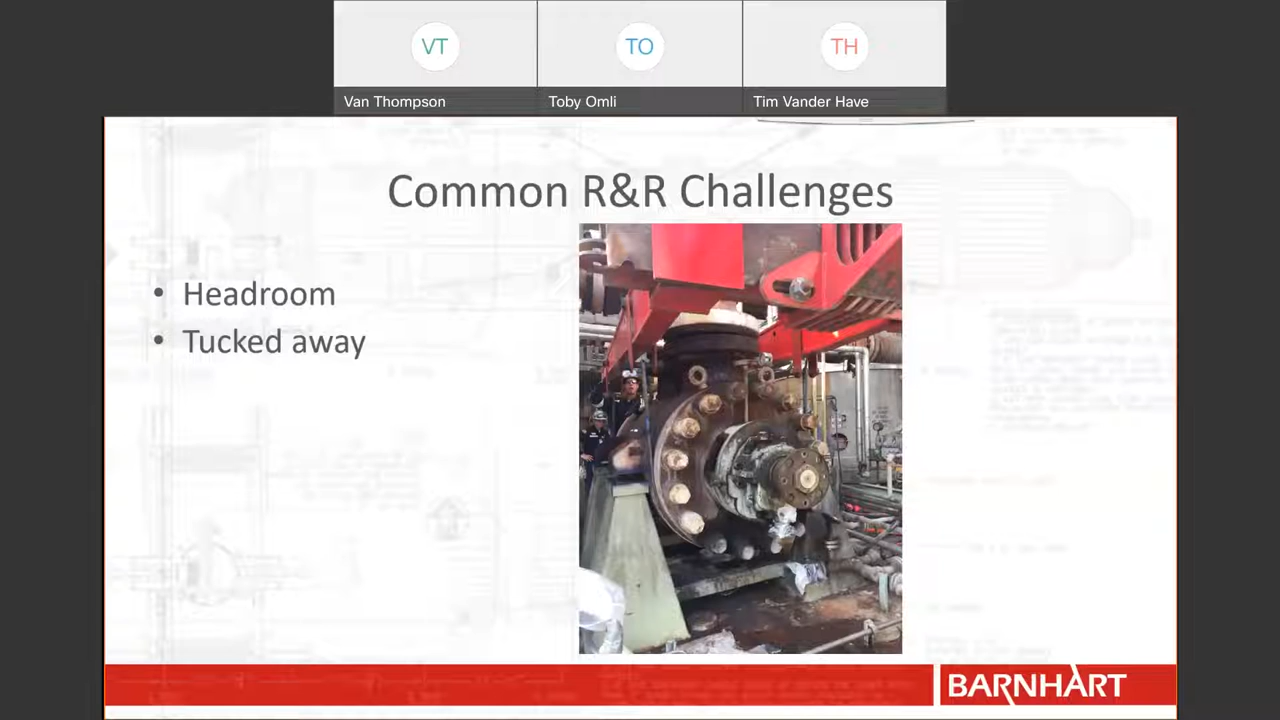 VT
TO
TH
Van Thompson
Toby Omli
Tim Vander Have
Common R&R Challenges
• Headroom
• Tucked away
BARNHART